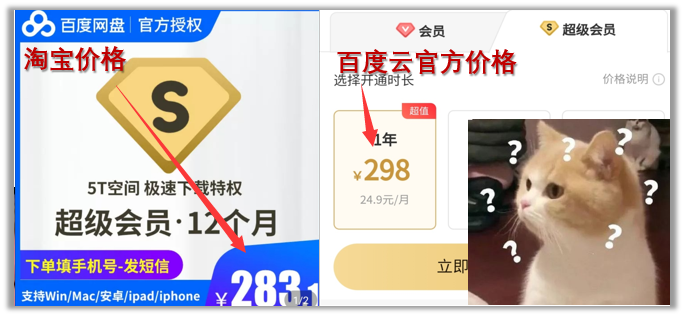 百度网盘 官方授权
淘宝价格
S
5T空间 极速下载特权
超级会员·12个月
下单填手机号-发短信
支持Win/Mac/安卓/ipad/iphone
¥283.1
1/2
会员
超级会员
百度云官方价格
选择开通时长
价格说明
超值
1年
¥298
24.9元/月
立即
? ? ? ? ? ? ?